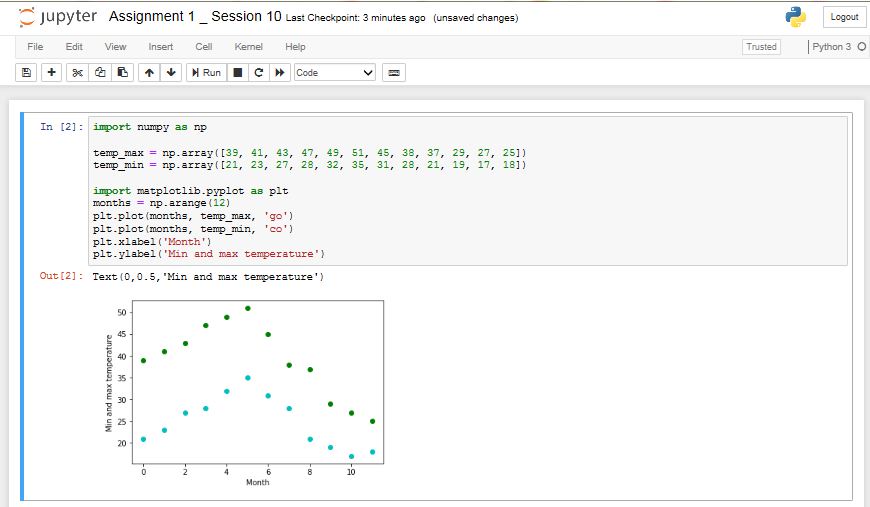 jupyter Assignment 1 _ Session 10 Last Checkpoint: 3 minutes ago (unsaved changes)
Logout
File Edit View Insert Cell Kernel Help
Trusted
Python 3
Run
Code
In [2]:
import numpy as np
temp_max = np.array([39, 41, 43, 47, 49, 51, 45, 38, 37, 29, 27, 25])
temp_min = np.array([21, 23, 27, 28, 32, 35, 31, 28, 21, 19, 17, 18])
import matplotlib.pyplot as plt
months = np.arange(12)
plt.plot(months, temp_max, 'go')
plt.plot(months, temp_min, 'co')
plt.xlabel('Month')
plt.ylabel('Min and max temperature')
Out[2]: Text(0,0.5,'Min and max temperature')
Min and max temperature
50
45
40
35
30
25
20
0 2 4 6 8 10
Month